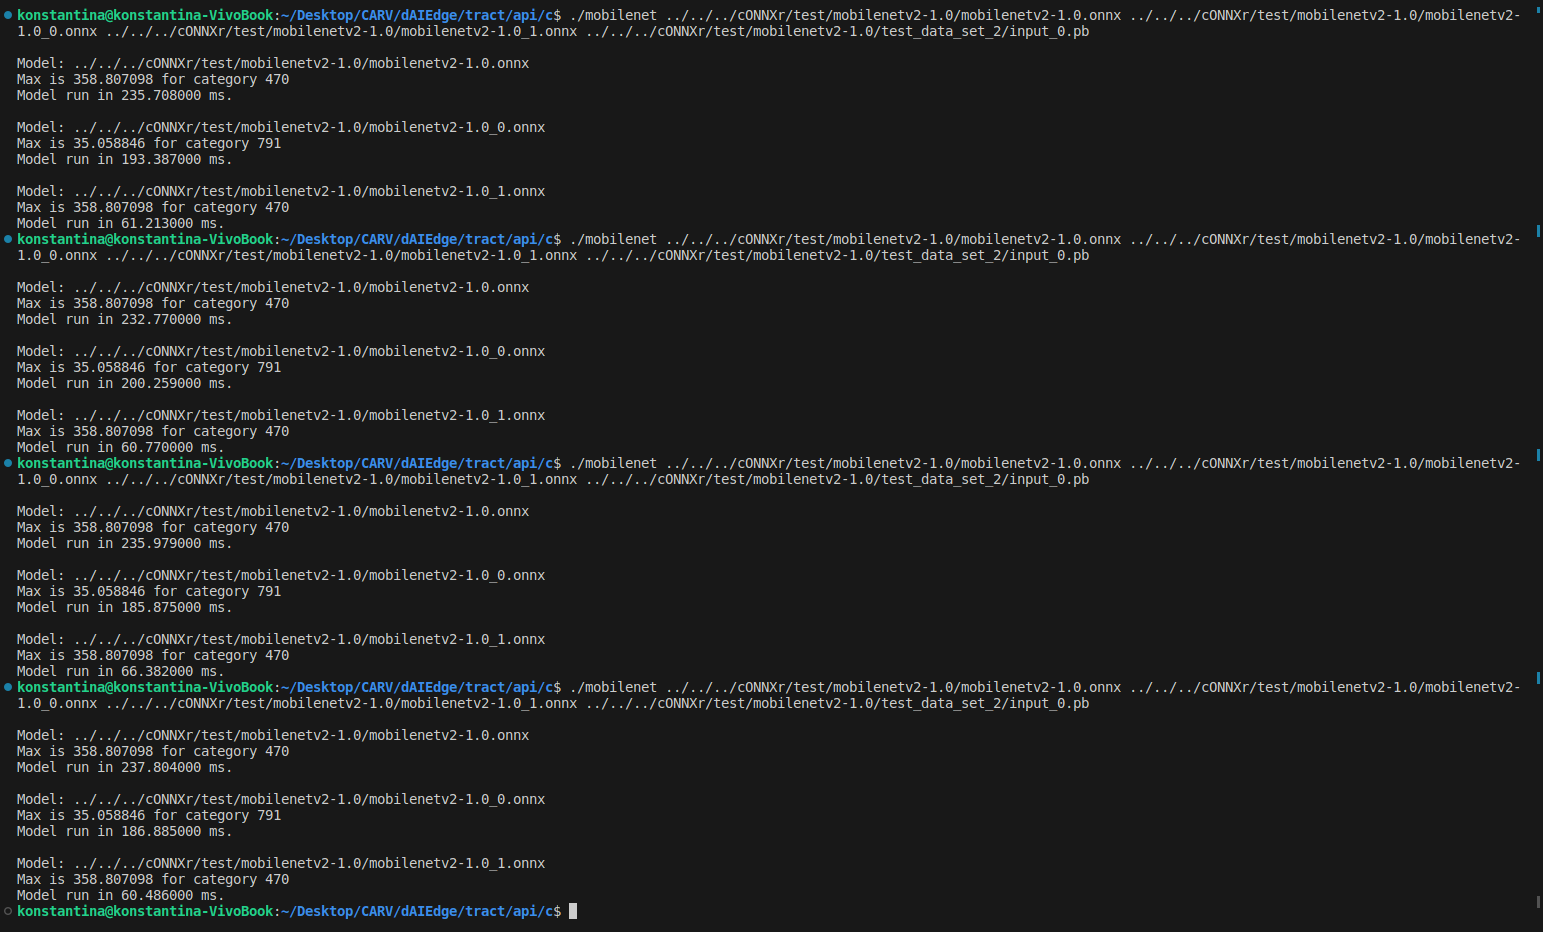 konstantina@konstantina-VivoBook:~/Desktop/CARV/dAIEdge/tract/api/c$ ./mobilenet ../../../cONNXr/test/mobilenetv2-1.0/mobilenetv2-1.0.onnx ../../../cONNXr/test/mobilenetv2-1.0/mobilenetv2-
1.0_0.onnx ../../../cONNXr/test/mobilenetv2-1.0/mobilenetv2-1.0_1.onnx ../../../cONNXr/test/mobilenetv2-1.0/test_data_set_2/input_0.pb
Model: ../../../cONNXr/test/mobilenetv2-1.0/mobilenetv2-1.0.onnx
Max is 358.807098 for category 470
Model run in 235.708000 ms.
Model: ../../../cONNXr/test/mobilenetv2-1.0/mobilenetv2-1.0_0.onnx
Max is 35.058846 for category 791
Model run in 193.387000 ms.
Model: ../../../cONNXr/test/mobilenetv2-1.0/mobilenetv2-1.0_1.onnx
Max is 358.807098 for category 470
Model run in 61.213000 ms.
konstantina@konstantina-VivoBook:~/Desktop/CARV/dAIEdge/tract/api/c$ ./mobilenet ../../../cONNXr/test/mobilenetv2-1.0/mobilenetv2-1.0.onnx ../../../cONNXr/test/mobilenetv2-1.0/mobilenetv2-
1.0_0.onnx ../../../cONNXr/test/mobilenetv2-1.0/mobilenetv2-1.0_1.onnx ../../../cONNXr/test/mobilenetv2-1.0/test_data_set_2/input_0.pb
Model: ../../../cONNXr/test/mobilenetv2-1.0/mobilenetv2-1.0.onnx
Max is 358.807098 for category 470
Model run in 232.770000 ms.
Model: ../../../cONNXr/test/mobilenetv2-1.0/mobilenetv2-1.0_0.onnx
Max is 35.058846 for category 791
Model run in 200.259000 ms.
Model: ../../../cONNXr/test/mobilenetv2-1.0/mobilenetv2-1.0_1.onnx
Max is 358.807098 for category 470
Model run in 60.770000 ms.
konstantina@konstantina-VivoBook:~/Desktop/CARV/dAIEdge/tract/api/c$ ./mobilenet ../../../cONNXr/test/mobilenetv2-1.0/mobilenetv2-1.0.onnx ../../../cONNXr/test/mobilenetv2-1.0/mobilenetv2-
1.0_0.onnx ../../../cONNXr/test/mobilenetv2-1.0/mobilenetv2-1.0_1.onnx ../../../cONNXr/test/mobilenetv2-1.0/test_data_set_2/input_0.pb
Model: ../../../cONNXr/test/mobilenetv2-1.0/mobilenetv2-1.0.onnx
Max is 358.807098 for category 470
Model run in 235.979000 ms.
Model: ../../../cONNXr/test/mobilenetv2-1.0/mobilenetv2-1.0_0.onnx
Max is 35.058846 for category 791
Model run in 185.875000 ms.
Model: ../../../cONNXr/test/mobilenetv2-1.0/mobilenetv2-1.0_1.onnx
Max is 358.807098 for category 470
Model run in 66.382000 ms.
konstantina@konstantina-VivoBook:~/Desktop/CARV/dAIEdge/tract/api/c$ ./mobilenet ../../../cONNXr/test/mobilenetv2-1.0/mobilenetv2-1.0.onnx ../../../cONNXr/test/mobilenetv2-1.0/mobilenetv2-
1.0_0.onnx ../../../cONNXr/test/mobilenetv2-1.0/mobilenetv2-1.0_1.onnx ../../../cONNXr/test/mobilenetv2-1.0/test_data_set_2/input_0.pb
Model: ../../../cONNXr/test/mobilenetv2-1.0/mobilenetv2-1.0.onnx
Max is 358.807098 for category 470
Model run in 237.804000 ms.
Model: ../../../cONNXr/test/mobilenetv2-1.0/mobilenetv2-1.0_0.onnx
Max is 35.058846 for category 791
Model run in 186.885000 ms.
Model: ../../../cONNXr/test/mobilenetv2-1.0/mobilenetv2-1.0_1.onnx
Max is 358.807098 for category 470
Model run in 60.486000 ms.
konstantina@konstantina-VivoBook:~/Desktop/CARV/dAIEdge/tract/api/c$